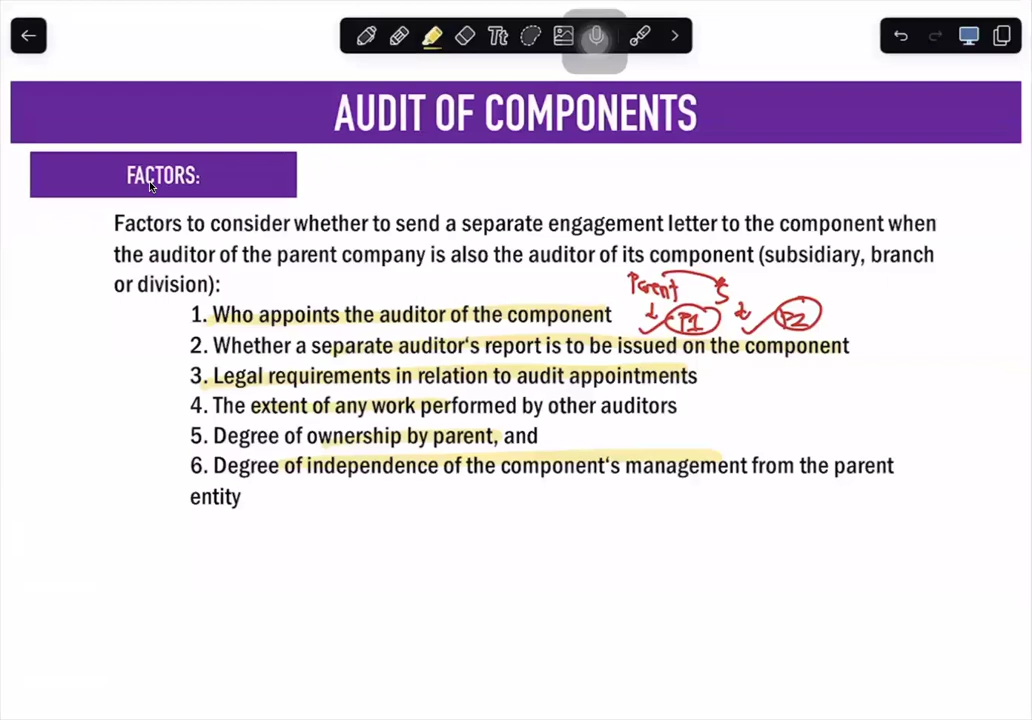 Tt
AUDIT OF COMPONENTS
FACTORS:
Factors to consider whether to send a separate engagement letter to the component when
the auditor of the parent company is also the auditor of its component (subsidiary, branch
or division):
Parent S
1. Who appoints the auditor of the component
P1 P2
2. Whether a separate auditor‘s report is to be issued on the component
3. Legal requirements in relation to audit appointments
4. The extent of any work performed by other auditors
5. Degree of ownership by parent, and
6. Degree of independence of the component‘s management from the parent
entity